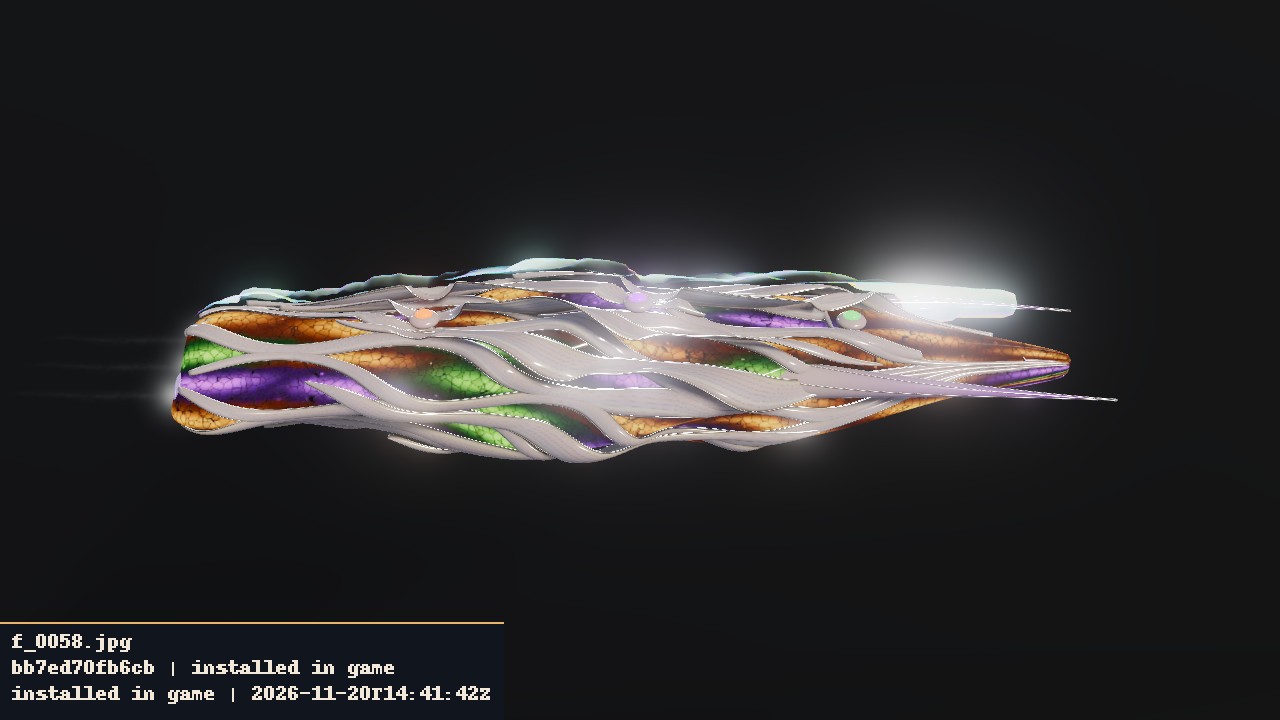 f_0058.jpg
bb7ed70fb6cb | installed in game
installed in game | 2026-11-20T14:41:42Z